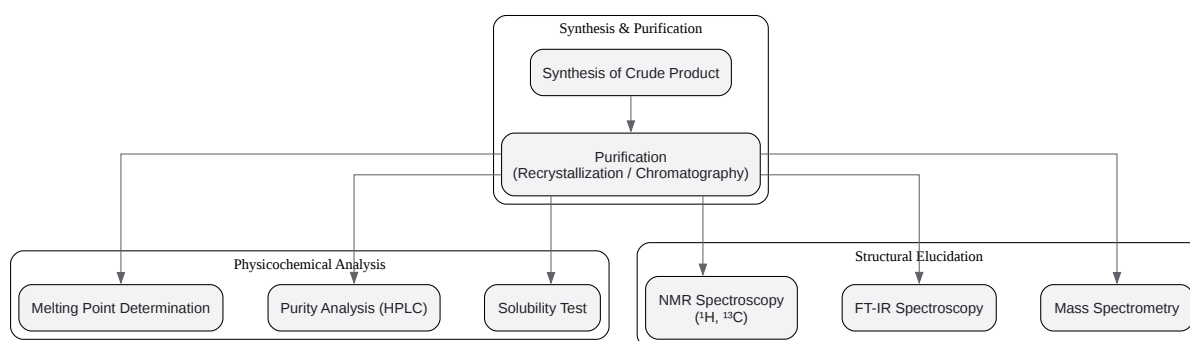 Synthesis & Purification
Synthesis of Crude Product
Purification
(Recrystallization / Chromatography)
Physicochemical Analysis
Melting Point Determination
Purity Analysis (HPLC)
Solubility Test
Structural Elucidation
NMR Spectroscopy
(¹H, ¹³C)
FT-IR Spectroscopy
Mass Spectrometry